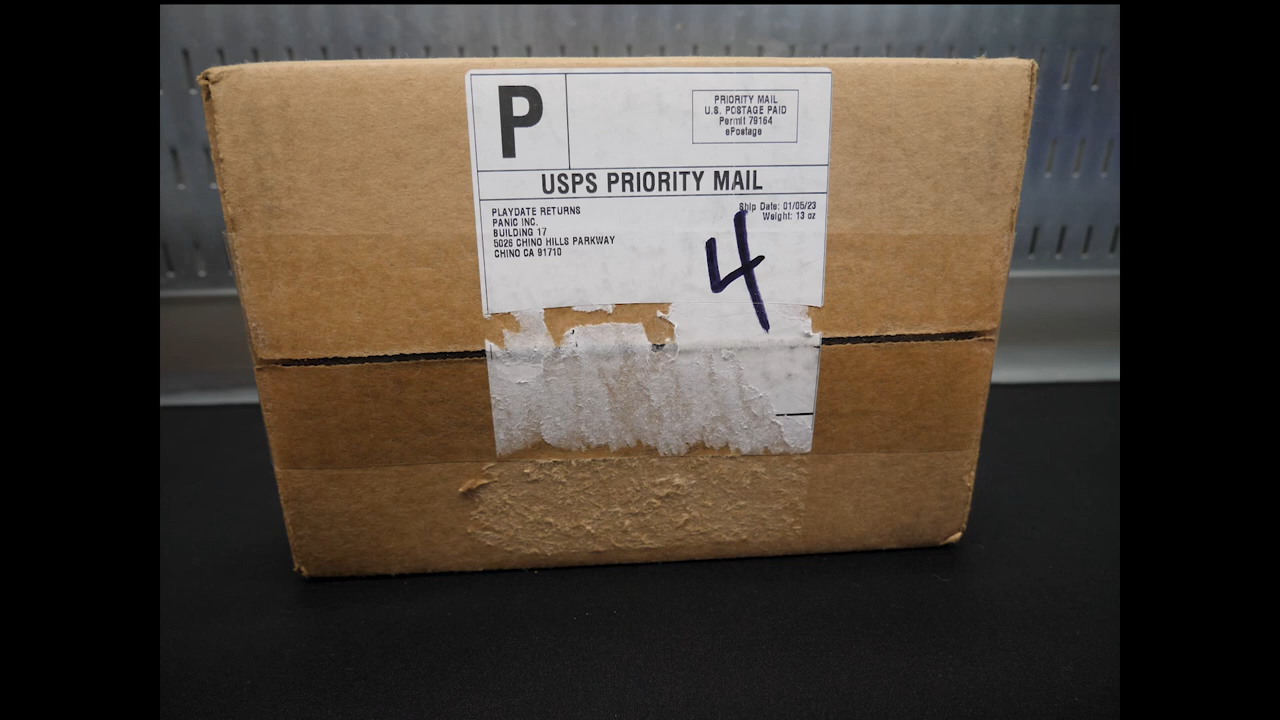 P
PRIORITY MAIL
U.S. POSTAGE PAID
Permit 79164
ePostage
USPS PRIORITY MAIL
PLAYDATE RETURNS
PANIC INC.
BUILDING 17
5026 CHINO HILLS PARKWAY
CHINO CA 91710
Ship Date: 01/05/23
Weight: 13 oz
4